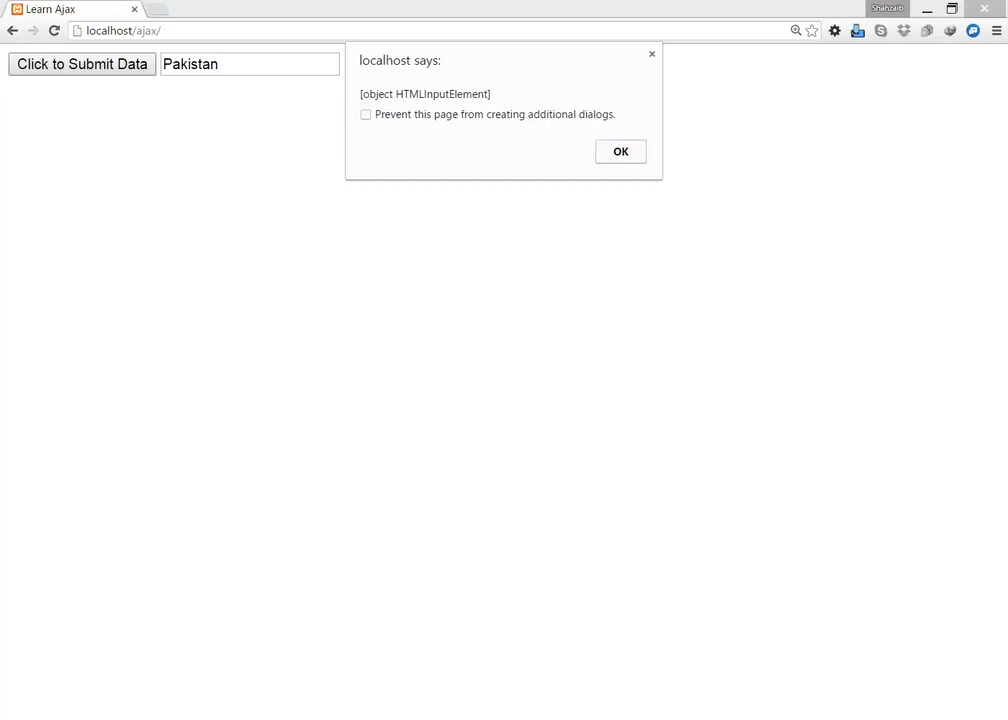 Learn Ajax
Shahzaib
localhost/ajax/
Click to Submit Data
Pakistan
localhost says:
[object HTMLInputElement]
Prevent this page from creating additional dialogs.
OK